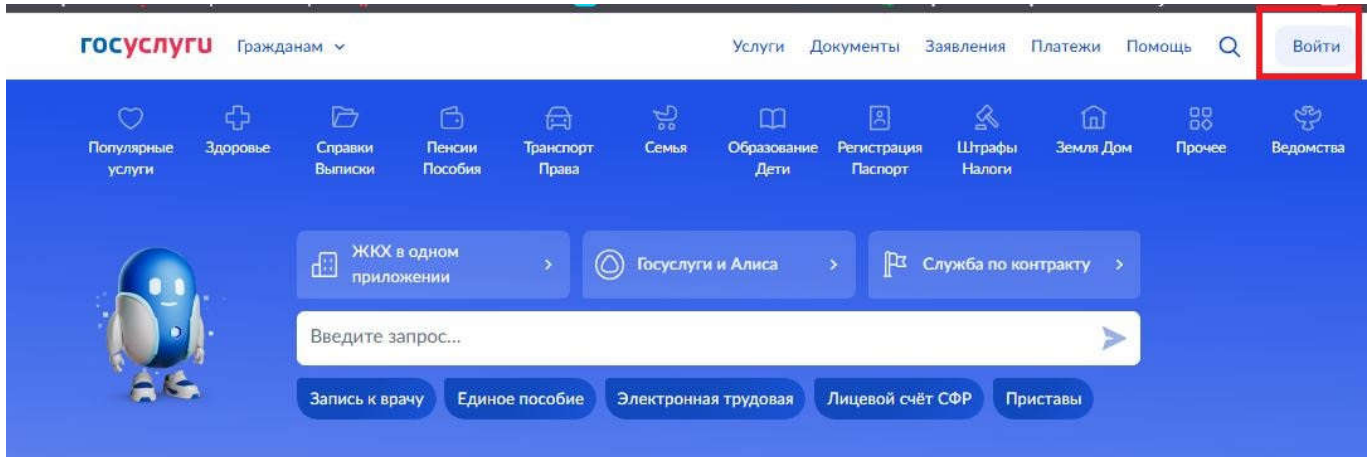 госуслуги Гражданам Услуги Документы Заявления Платежи Помощь Войти
Популярные услуги
Здоровье
Справки Выписки
Пенсии Пособия
Транспорт Права
Семья
Образование Дети
Регистрация Паспорт
Штрафы Налоги
Земля Дом
Прочее
Ведомства
ЖКХ в одном
приложении
Госуслуги и Алиса
Служба по контракту
Введите запрос...
Запись к врачу Единое пособие Электронная трудовая Лицевой счёт СФР Приставы